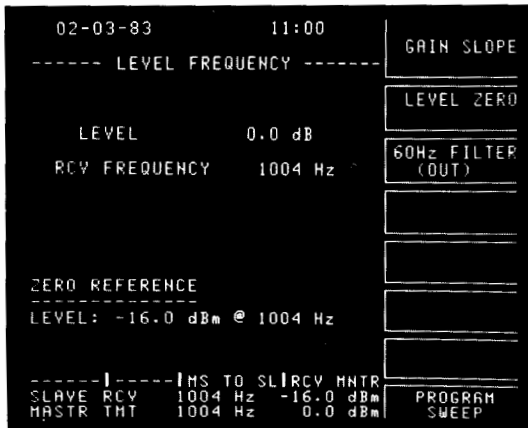 02-03-83 11:00
------ LEVEL FREQUENCY -------
LEVEL 0.0 dB
RCV FREQUENCY 1004 Hz
ZERO REFERENCE
---------------
LEVEL: -16.0 dBm @ 1004 Hz
------|-----|MS TO SL|RCV MNTR
SLAVE RCV 1004 Hz -16.0 dBm
MASTR TMT 1004 Hz 0.0 dBm
GAIN SLOPE
LEVEL ZERO
60Hz FILTER
(OUT)
PROGRAM
SWEEP